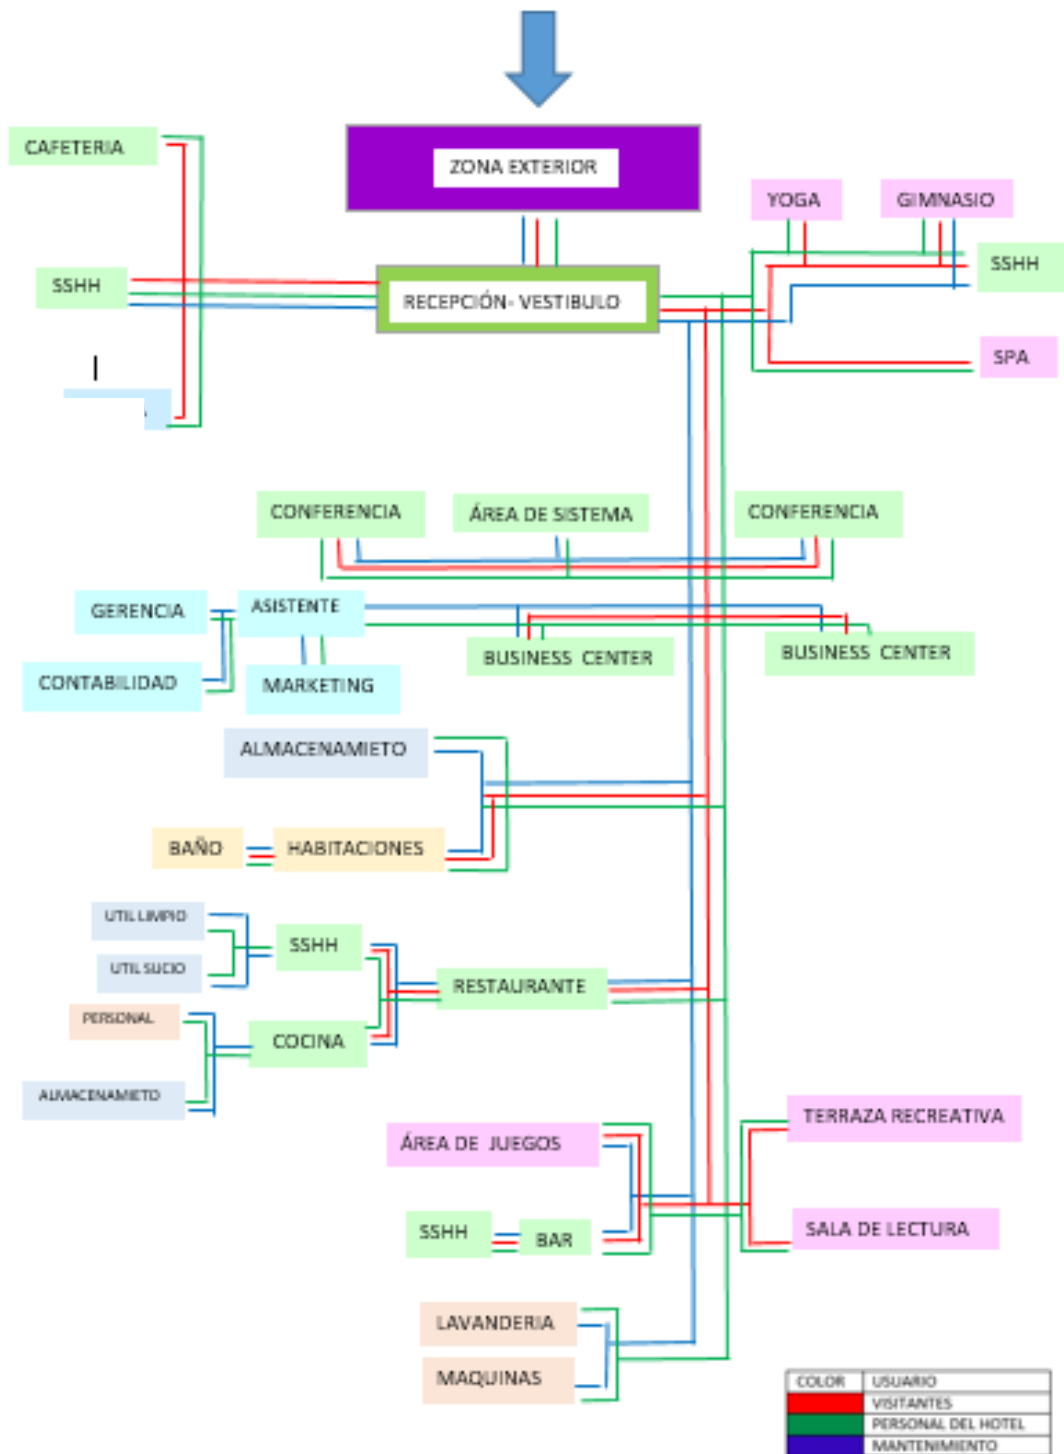 ZONA EXTERIOR
CAFETERIA
YOGA
GIMNASIO
SSHH
SSHH
RECEPCIÓN- VESTIBULO
SPA
CONFERENCIA
ÁREA DE SISTEMA
CONFERENCIA
GERENCIA
ASISTENTE
BUSINESS CENTER
BUSINESS CENTER
CONTABILIDAD
MARKETING
ALMACENAMIETO
BAÑO
HABITACIONES
UTIL LIMPIO
SSHH
UTIL SUCIO
RESTAURANTE
PERSONAL
COCINA
ALMACENAMIETO
TERRAZA RECREATIVA
ÁREA DE JUEGOS
SSHH
BAR
SALA DE LECTURA
LAVANDERIA
MAQUINAS
COLOR USUARIO
VISITANTES
PERSONAL DEL HOTEL
MANTENIMIENTO